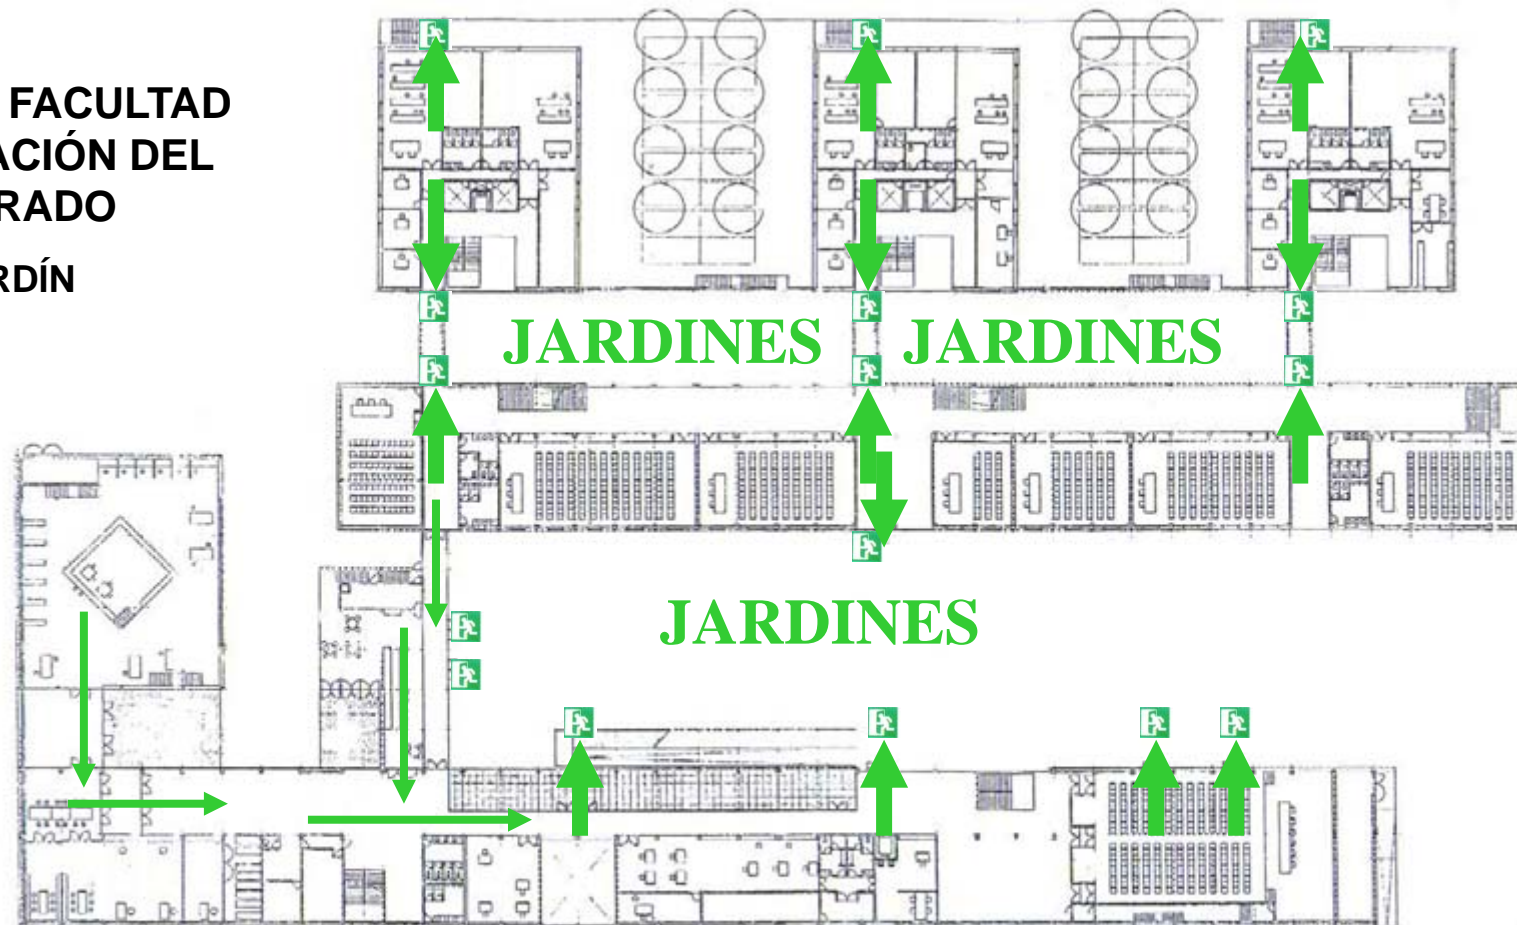 FACULTAD
ACIÓN DEL
RADO
RDÍN
JARDINES JARDINES
JARDINES